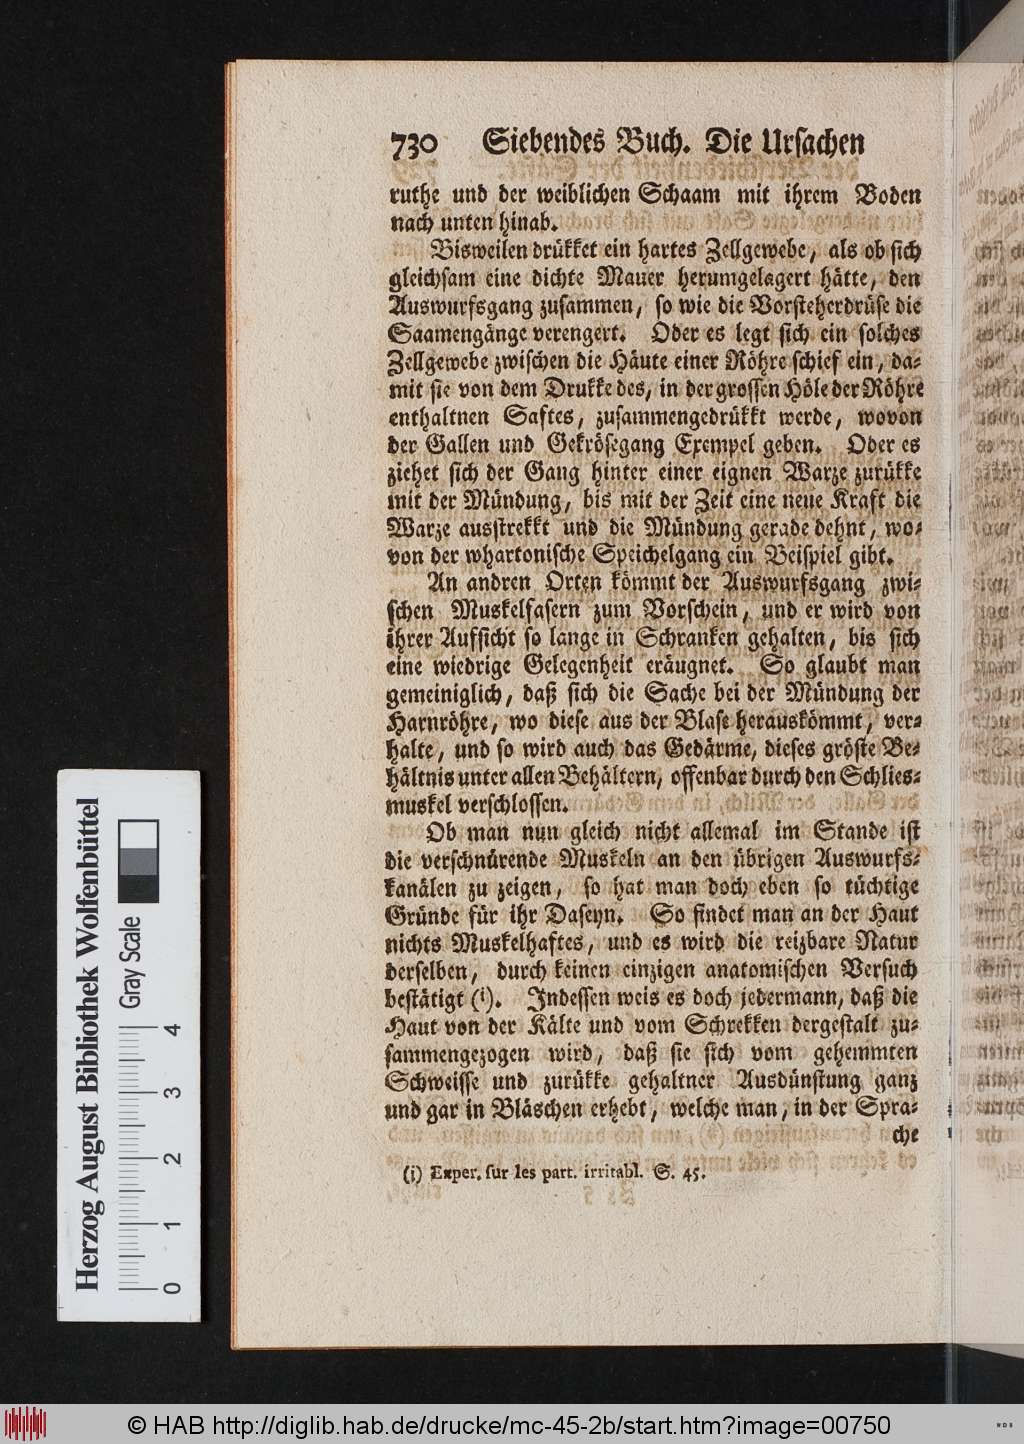 730 Siebendes Buch. Die Ursachen
ruthe und der weiblichen Schaam mit ihrem Boden
nach unten hinab.
Bisweilen drükket ein hartes Zellgewebe, als ob sich
gleichsam eine dichte Mauer herumgelagert hätte, den
Auswurfsgang zusammen, so wie die Vorsteherdrüse die
Saamengänge verengert. Oder es legt sich ein solches
Zellgewebe zwischen die Häute einer Röhre schief ein, da-
mit sie von dem Drukke des, in der grossen Höle der Röhre
enthaltnen Saftes, zusammengedrükkt werde, wovon
der Gallen und Gekrösegang Exempel geben. Oder es
ziehet sich der Gang hinter einer eignen Warze zurükke
mit der Mündung, bis mit der Zeit eine neue Kraft die
Warze ausstrekkt und die Mündung gerade dehnt, wo-
von der whartonische Speichelgang ein Beispiel gibt.
An andren Orten kömmt der Auswurfsgang zwi-
schen Muskelfasern zum Vorschein, und er wird von
ihrer Aufsicht so lange in Schranken gehalten, bis sich
eine wiedrige Gelegenheit eräugnet. So glaubt man
gemeiniglich, daß sich die Sache bei der Mündung der
Harnröhre, wo diese aus der Blase herauskömmt, ver-
halte, und so wird auch das Gedärme, dieses gröste Be-
hältnis unter allen Behältern, offenbar durch den Schlies-
muskel verschlossen.
Ob man nun gleich nicht allemal im Stande ist
die verschnürende Muskeln an den übrigen Auswurfs-
kanälen zu zeigen, so hat man doch eben so tüchtige
Gründe für ihr Daseyn. So findet man an der Haut
nichts Muskelhaftes, und es wird die reizbare Natur
derselben, durch keinen einzigen anatomischen Versuch
bestätigt (i). Indessen weis es doch jedermann, daß die
Haut von der Kälte und vom Schrekken dergestalt zu-
sammengezogen wird, daß sie sich vom gehemmten
Schweisse und zurükke gehaltner Ausdünstung ganz
und gar in Bläschen erhebt, welche man, in der Spra-
che
(i) Exper. sur les part. irritabl. S. 45.
Herzog August Bibliothek Wolfenbüttel
Gray Scale
0 1 2 3 4
© HAB http://diglib.hab.de/drucke/mc-45-2b/start.htm?image=00750